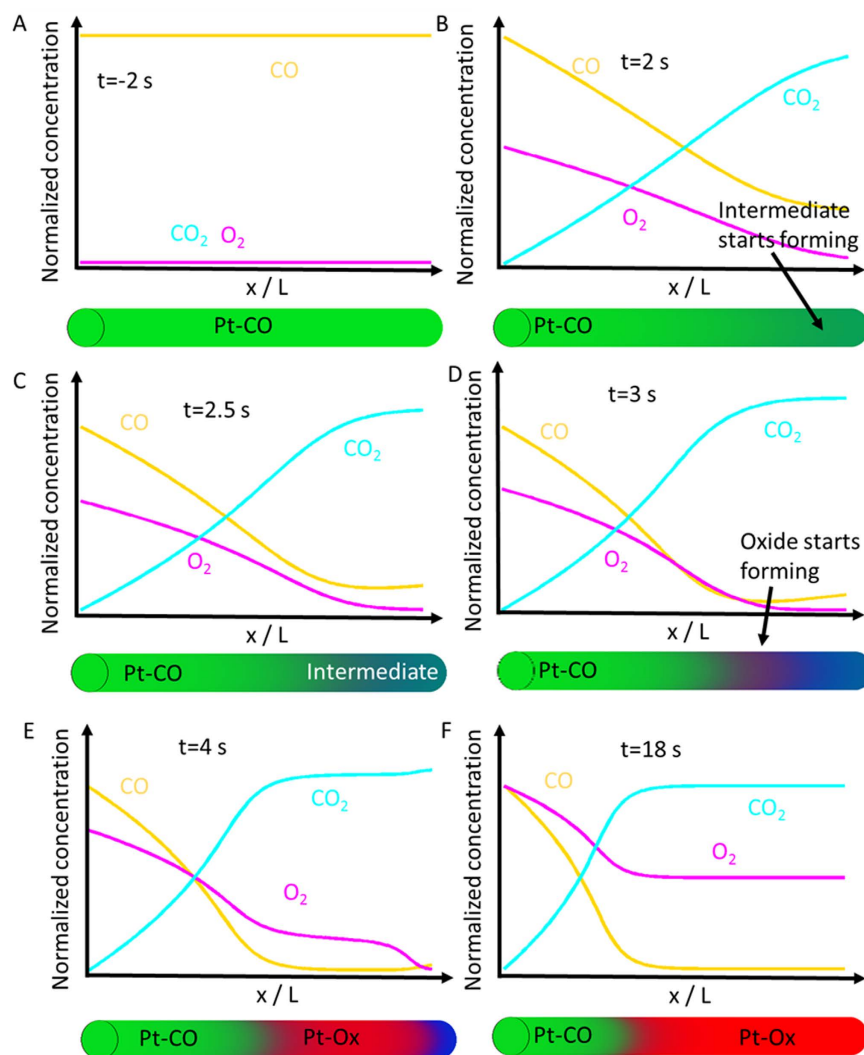 A
Normalized concentration
t=-2 s
CO
CO₂ O₂
x / L
Pt-CO
B
Normalized concentration
CO
t=2 s
CO₂
O₂
Intermediate
starts forming
x / L
Pt-CO
C
Normalized concentration
CO
t=2.5 s
CO₂
O₂
x / L
Pt-CO
Intermediate
D
Normalized concentration
t=3 s
CO
CO₂
O₂
Oxide starts
forming
x / L
Pt-CO
E
Normalized concentration
t=4 s
CO
CO₂
O₂
x / L
Pt-CO
Pt-Ox
F
Normalized concentration
t=18 s
CO
CO₂
O₂
x / L
Pt-CO
Pt-Ox